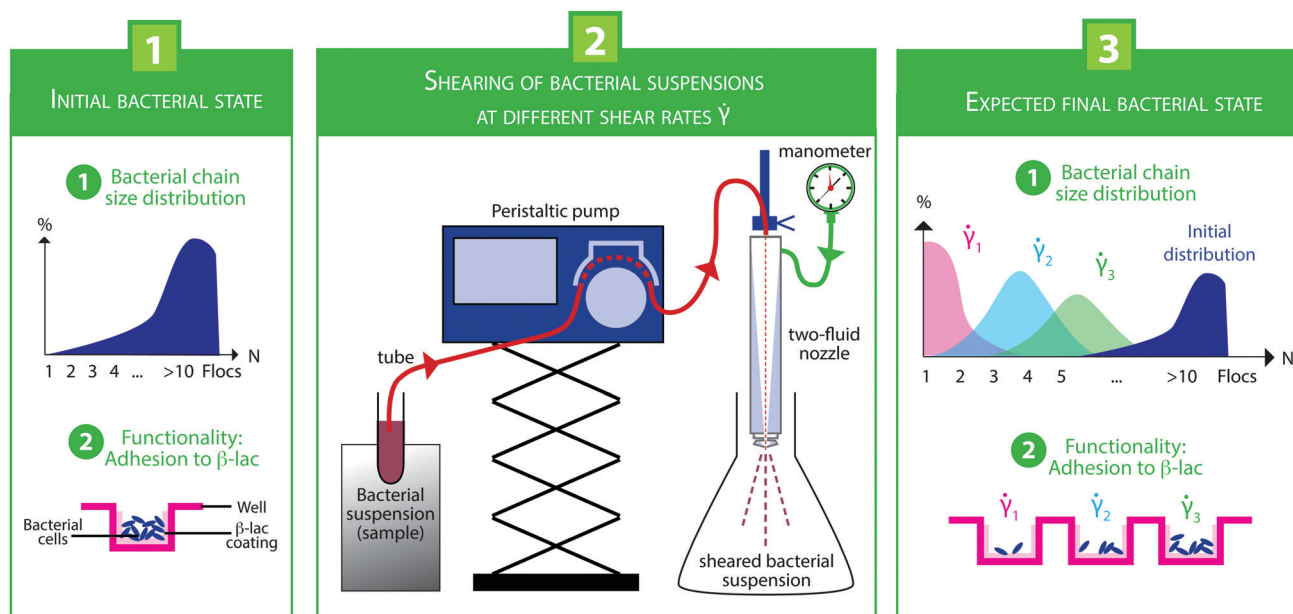 1
INITIAL BACTERIAL STATE
1 Bacterial chain
size distribution
%
N
1 2 3 4 ... >10 Flocs
2 Functionality:
Adhesion to β-lac
Well
Bacterial
cells
β-lac
coating
2
SHEARING OF BACTERIAL SUSPENSIONS
AT DIFFERENT SHEAR RATES γ̇
manometer
Peristaltic pump
two-fluid
nozzle
tube
Bacterial
suspension
(sample)
sheared bacterial
suspension
3
EXPECTED FINAL BACTERIAL STATE
1 Bacterial chain
size distribution
%
γ̇1
γ̇2
γ̇3
Initial
distribution
N
1 2 3 4 5 ... >10 Flocs
2 Functionality:
Adhesion to β-lac
γ̇1 γ̇2 γ̇3